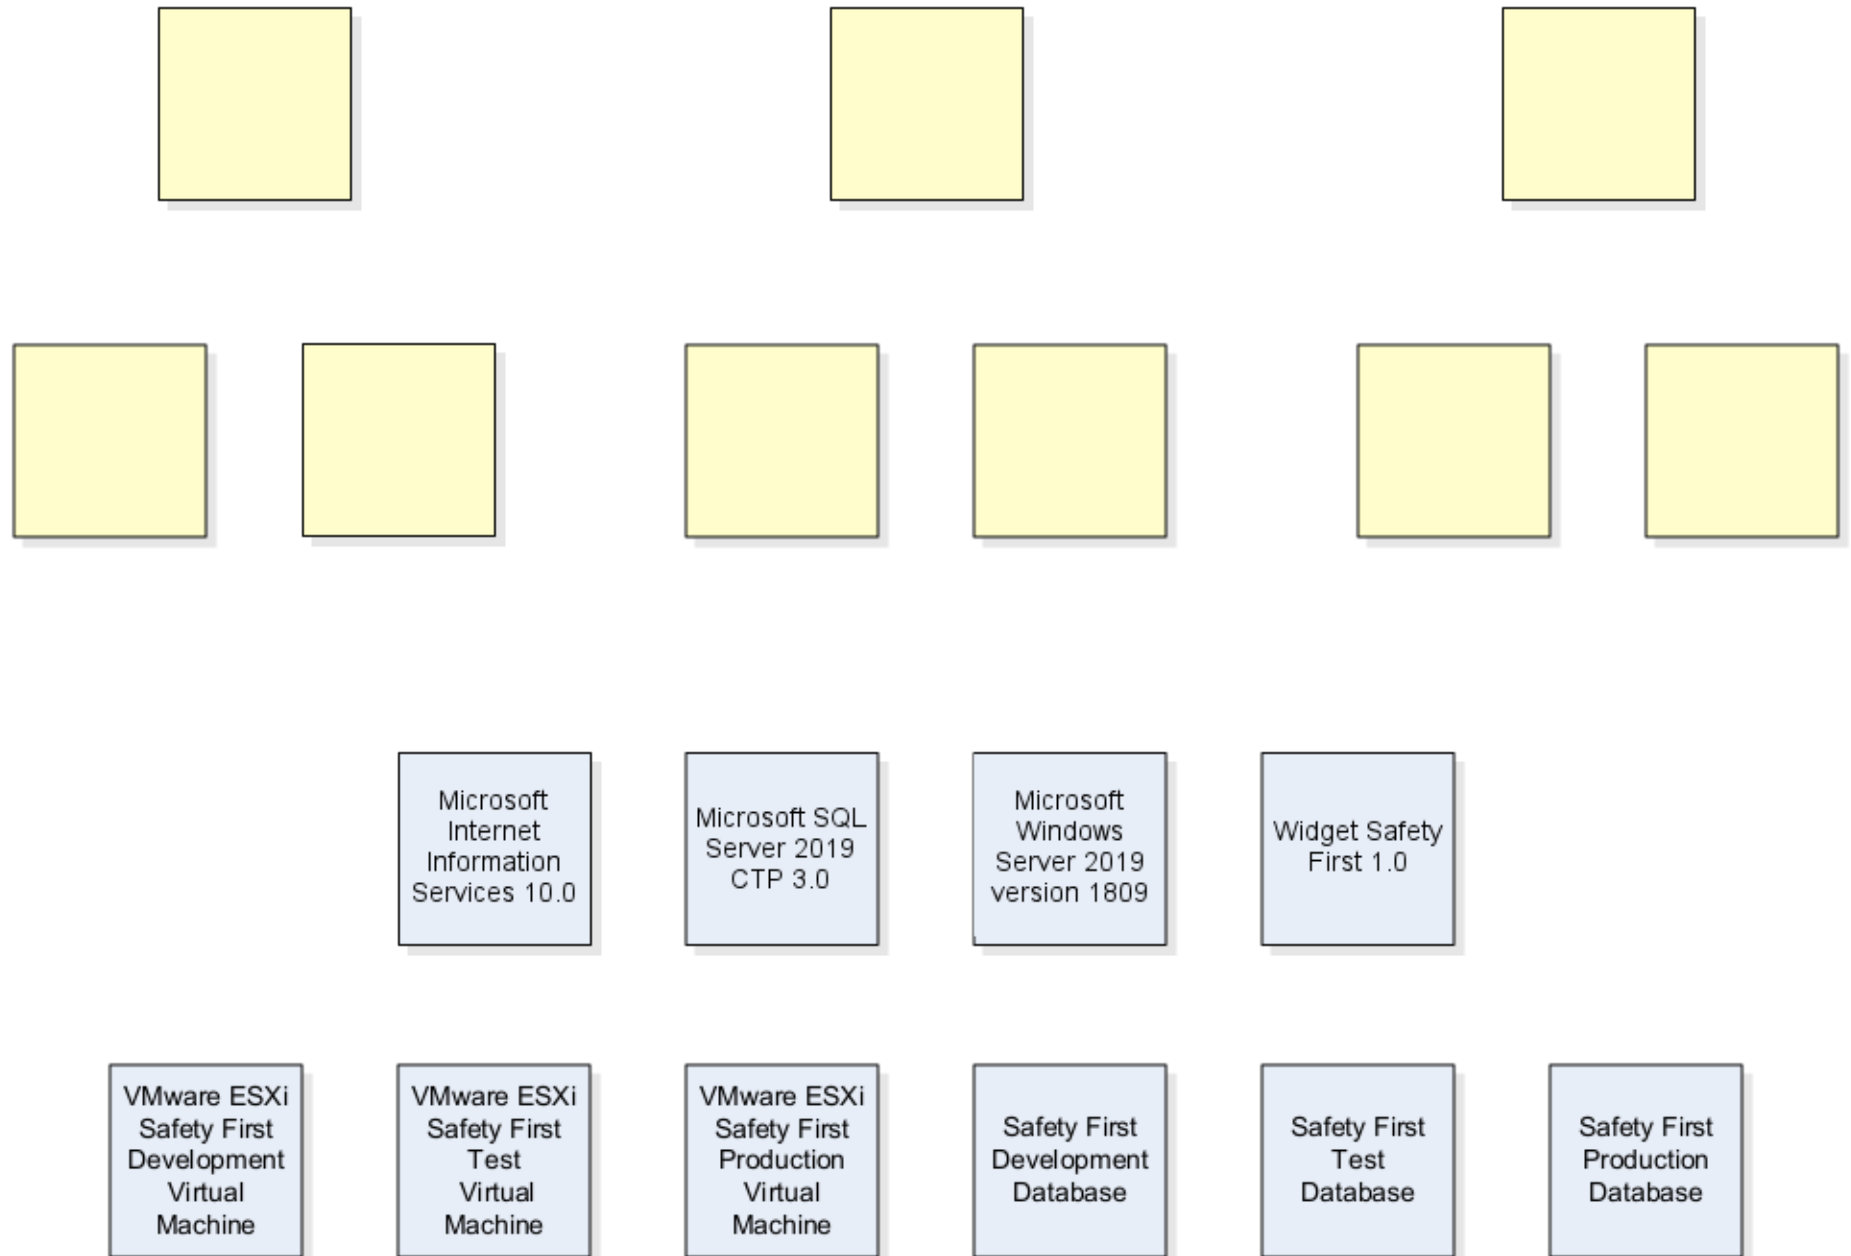 Microsoft
Internet
Information
Services 10.0
Microsoft SQL
Server 2019
CTP 3.0
Microsoft
Windows
Server 2019
version 1809
Widget Safety
First 1.0
VMware ESXi
Safety First
Development
Virtual
Machine
VMware ESXi
Safety First
Test
Virtual
Machine
VMware ESXi
Safety First
Production
Virtual
Machine
Safety First
Development
Database
Safety First
Test
Database
Safety First
Production
Database